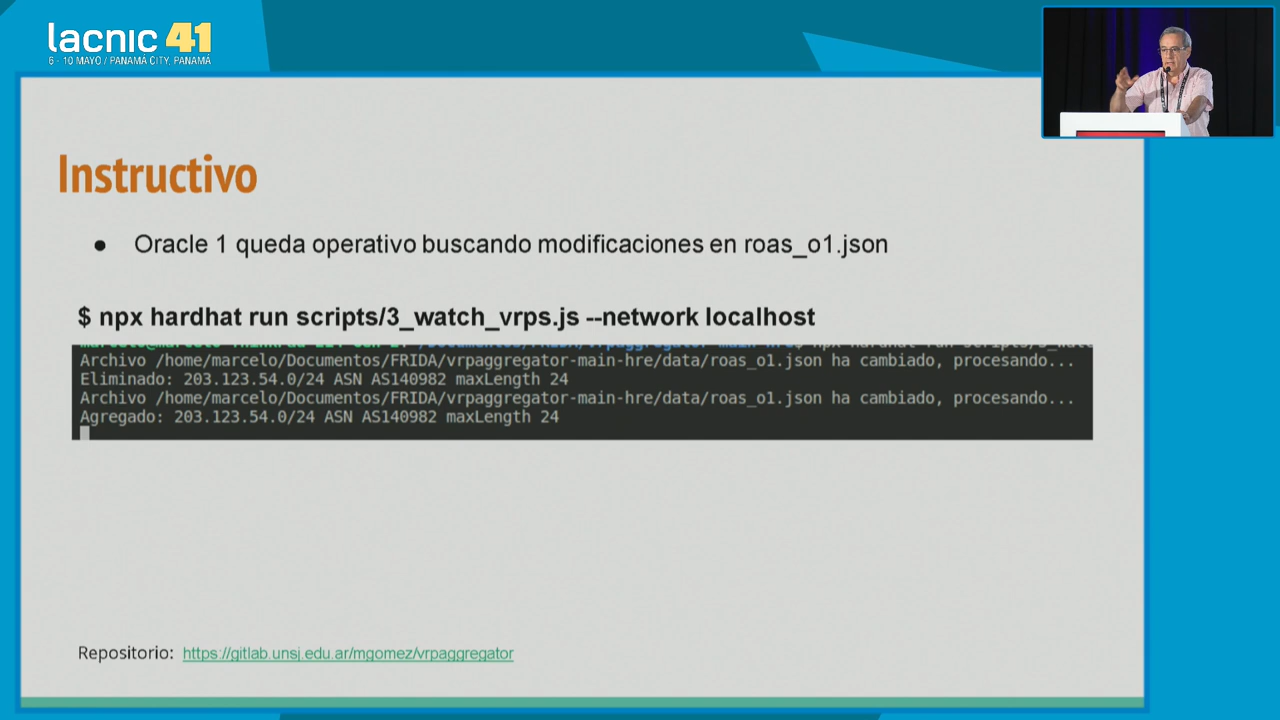 lacnic 41
6 - 10 MAYO / PANAMÁ CITY, PANAMÁ
Instructivo
● Oracle 1 queda operativo buscando modificaciones en roas_o1.json
$ npx hardhat run scripts/3_watch_vrps.js --network localhost
Archivo /home/marcelo/Documentos/FRIDA/vrpaggregator-main-hre/data/roas_o1.json ha cambiado, procesando...
Eliminado: 203.123.54.0/24 ASN AS140982 maxLength 24
Archivo /home/marcelo/Documentos/FRIDA/vrpaggregator-main-hre/data/roas_o1.json ha cambiado, procesando...
Agregado: 203.123.54.0/24 ASN AS140982 maxLength 24
Repositorio: https://gitlab.unsj.edu.ar/mgomez/vrpaggregator